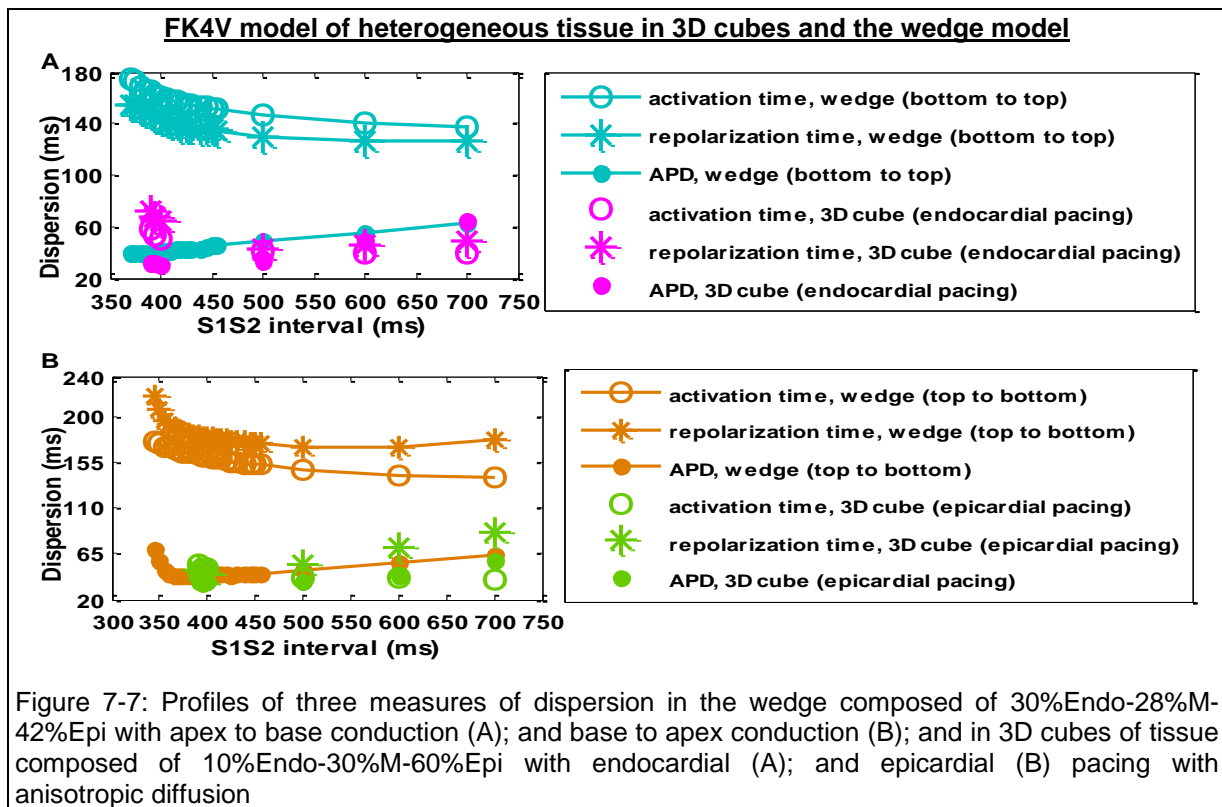 FK4V model of heterogeneous tissue in 3D cubes and the wedge model
A
180
140
100
60
20
Dispersion (ms)
350 400 450 500 550 600 650 700 750
S1S2 interval (ms)
activation time, wedge (bottom to top)
repolarization time, wedge (bottom to top)
APD, wedge (bottom to top)
activation time, 3D cube (endocardial pacing)
repolarization time, 3D cube (endocardial pacing)
APD, 3D cube (endocardial pacing)
B
240
200
155
110
65
20
Dispersion (ms)
300 350 400 450 500 550 600 650 700 750
S1S2 interval (ms)
activation time, wedge (top to bottom)
repolarization time, wedge (top to bottom)
APD, wedge (top to bottom)
activation time, 3D cube (epicardial pacing)
repolarization time, 3D cube (epicardial pacing)
APD, 3D cube (epicardial pacing)
Figure 7-7: Profiles of three measures of dispersion in the wedge composed of 30%Endo-28%M-
42%Epi with apex to base conduction (A); and base to apex conduction (B); and in 3D cubes of tissue
composed of 10%Endo-30%M-60%Epi with endocardial (A); and epicardial (B) pacing with
anisotropic diffusion